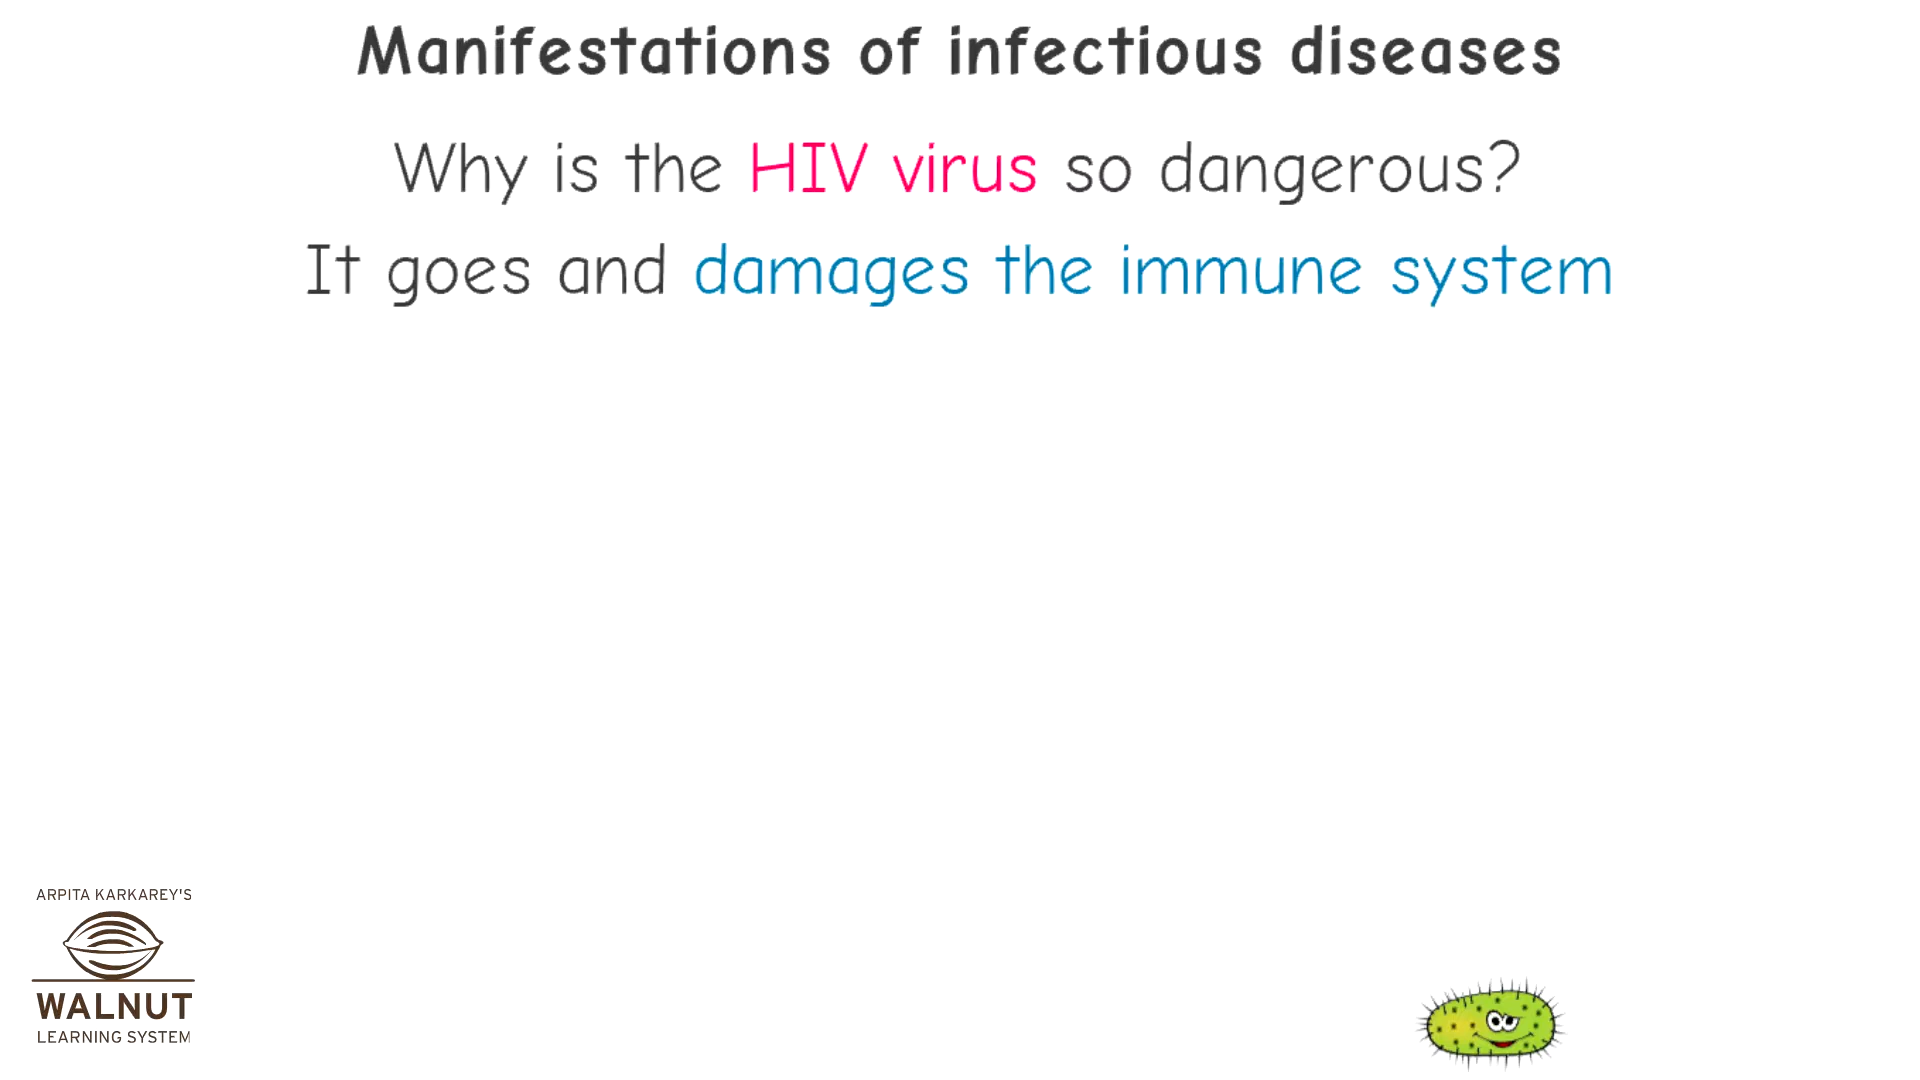 Manifestations of infectious diseases
Why is the HIV virus so dangerous?
It goes and damages the immune system
ARPITA KARKAREY'S
WALNUT
LEARNING SYSTEM